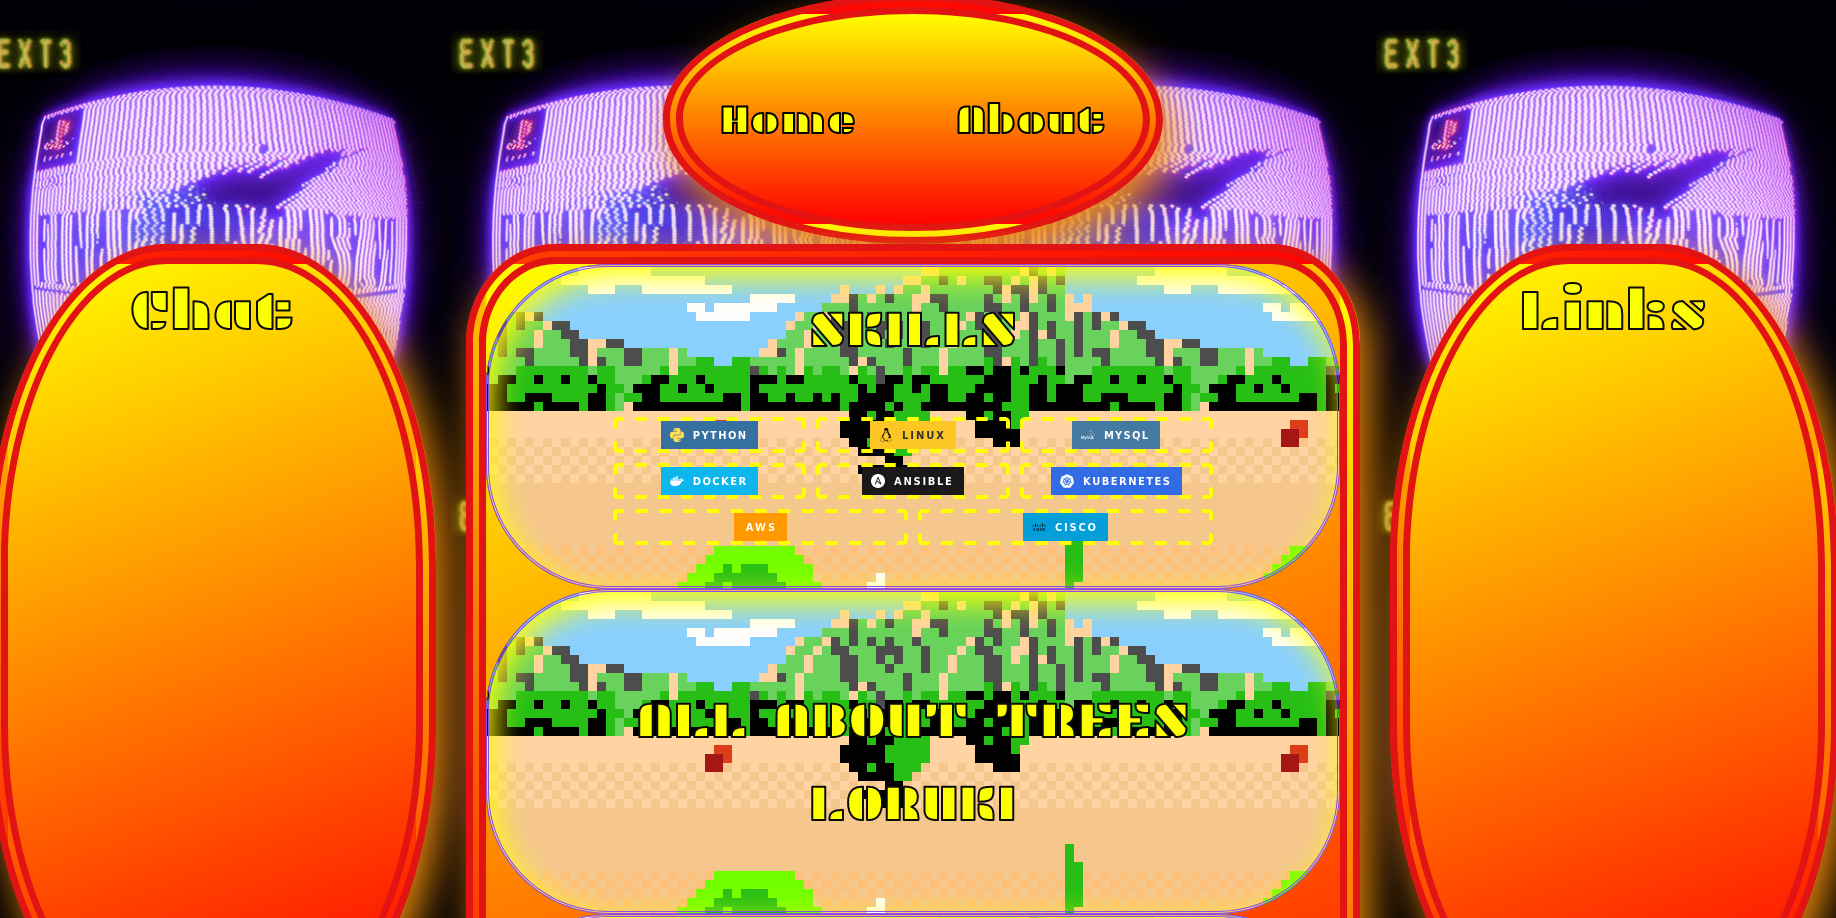 EXT3
EXT3
EXT3
Home
About
Chat
Links
SKILLS
PYTHON
LINUX
MYSQL
DOCKER
ANSIBLE
KUBERNETES
AWS
CISCO
ALL ABOUT TREES
LORUKI